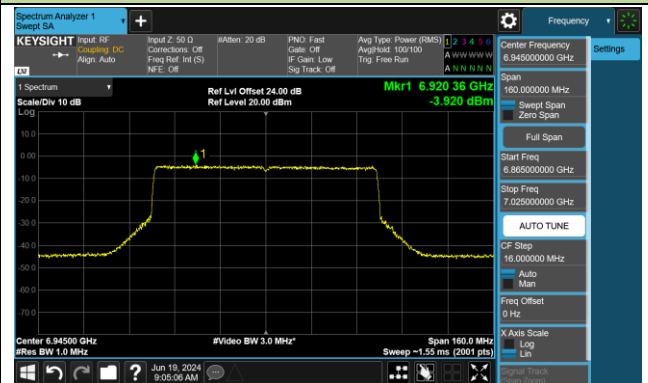 Spectrum Analyzer 1
Swept SA
Frequency
KEYSIGHT
Input: RF
Coupling: DC
Align: Auto
Input Z: 50 Ω
Corrections: Off
Freq Ref: Int (S)
NFE: Off
#Atten: 20 dB
PNO: Fast
Gate: Off
IF Gain: Low
Sig Track: Off
Avg Type: Power (RMS)
Avg|Hold: 100/100
Trig: Free Run
1 2 3 4 5 6
A W W W W W
A N N N N N
LXI
Center Frequency
6.945000000 GHz
Settings
Span
160.000000 MHz
Swept Span
Zero Span
Full Span
Start Freq
6.865000000 GHz
Stop Freq
7.025000000 GHz
AUTO TUNE
CF Step
16.000000 MHz
Auto
Man
Freq Offset
0 Hz
X Axis Scale
Log
Lin
Signal Track
(Span Zoom)
1 Spectrum
Scale/Div 10 dB
Log
Ref Lvl Offset 24.00 dB
Ref Level 20.00 dBm
Mkr1 6.920 36 GHz
-3.920 dBm
1
10.0
0.00
-10.0
-20.0
-30.0
-40.0
-50.0
-60.0
-70.0
Center 6.94500 GHz
#Res BW 1.0 MHz
#Video BW 3.0 MHz*
Span 160.0 MHz
Sweep ~1.55 ms (2001 pts)
Jun 19, 2024
9:05:06 AM